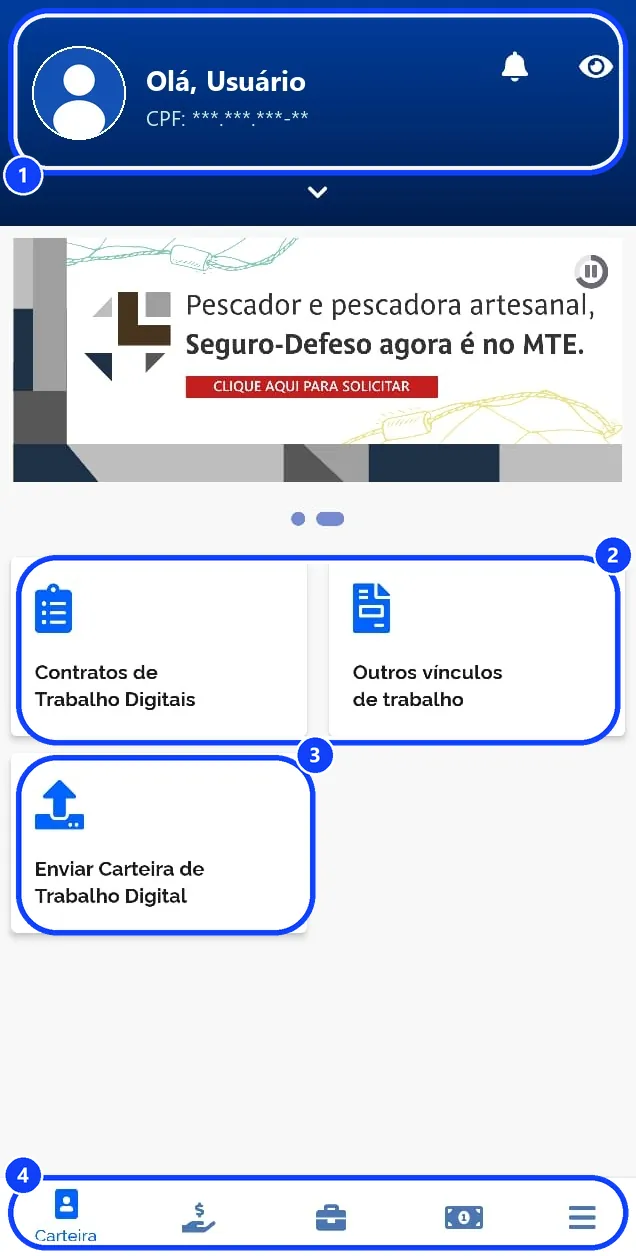 Olá, Usuário
CPF: ***.***.***-**
1
Pescador e pescadora artesanal,
Seguro-Defeso agora é no MTE.
CLIQUE AQUI PARA SOLICITAR
2
Contratos de
Trabalho Digitais
Outros vínculos
de trabalho
3
Enviar Carteira de
Trabalho Digital
4
$
1
Carteira